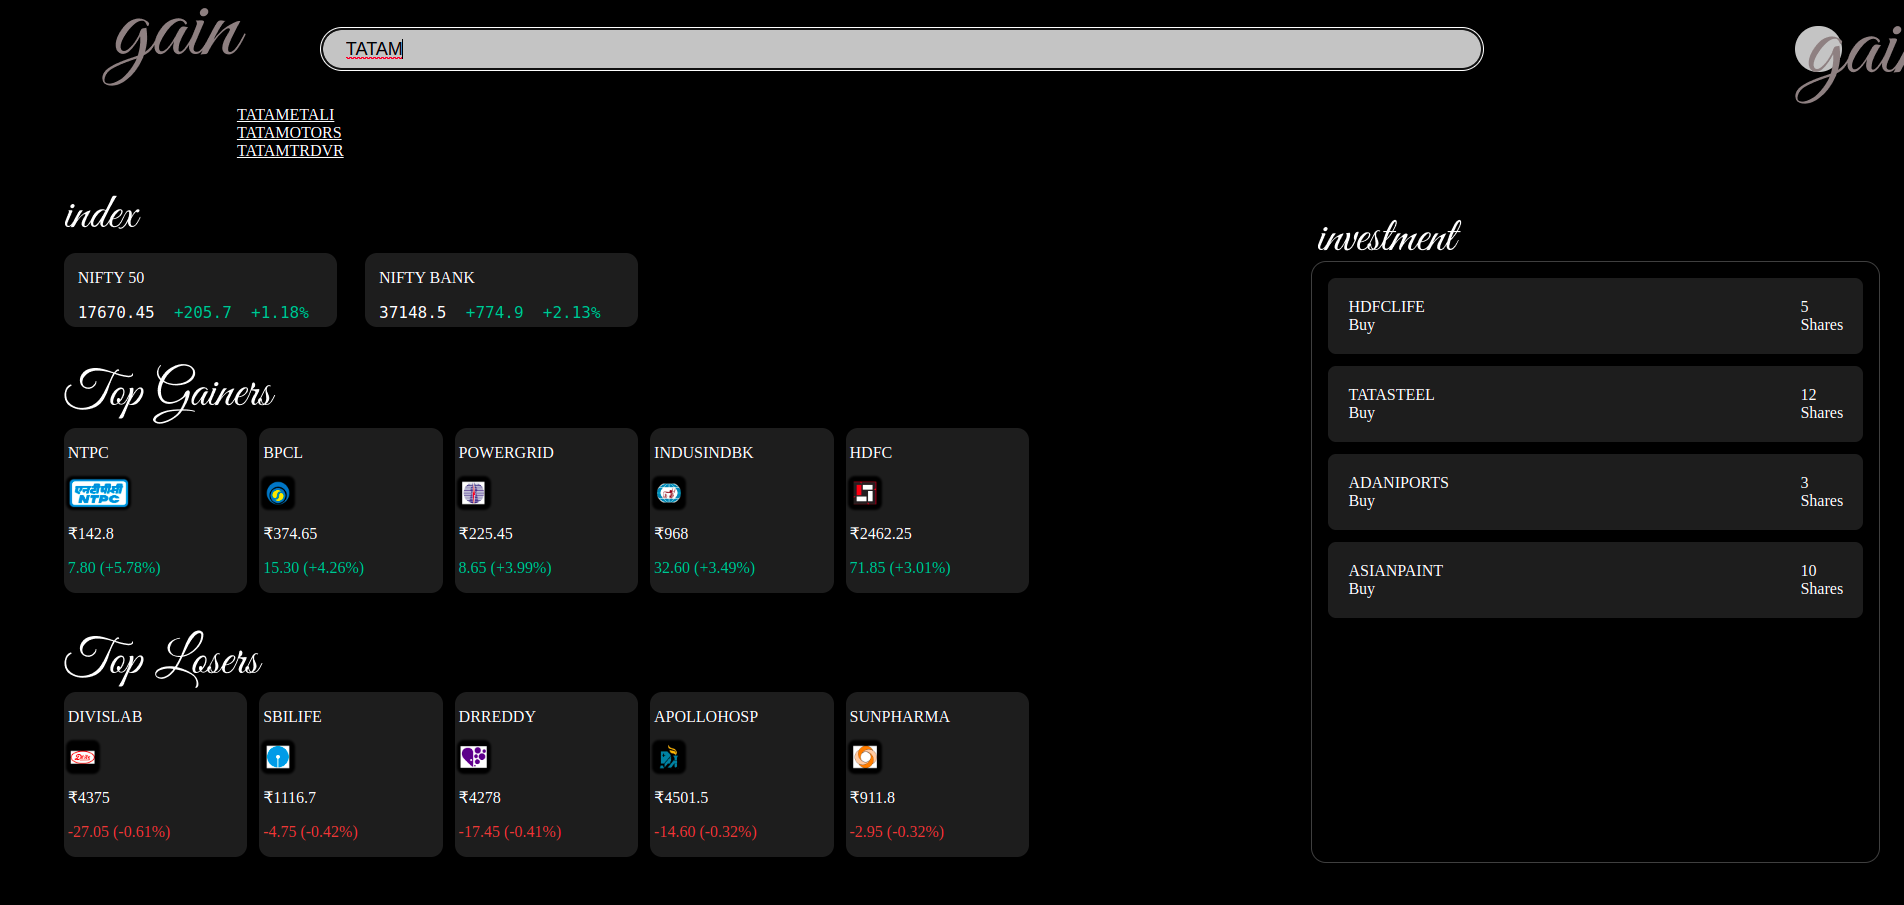 gain
TATAM
gain
TATAMETALI
TATAMOTORS
TATAMTRDVR
index
NIFTY 50
17670.45 +205.7 +1.18%
NIFTY BANK
37148.5 +774.9 +2.13%
Top Gainers
NTPC
एनटीपीसी
NTPC
₹142.8
7.80 (+5.78%)
BPCL
₹374.65
15.30 (+4.26%)
POWERGRID
₹225.45
8.65 (+3.99%)
INDUSINDBK
₹968
32.60 (+3.49%)
HDFC
₹2462.25
71.85 (+3.01%)
Top Losers
DIVISLAB
₹4375
-27.05 (-0.61%)
SBILIFE
₹1116.7
-4.75 (-0.42%)
DRREDDY
₹4278
-17.45 (-0.41%)
APOLLOHOSP
₹4501.5
-14.60 (-0.32%)
SUNPHARMA
₹911.8
-2.95 (-0.32%)
investment
HDFCLIFE 5
Buy Shares
TATASTEEL 12
Buy Shares
ADANIPORTS 3
Buy Shares
ASIANPAINT 10
Buy Shares